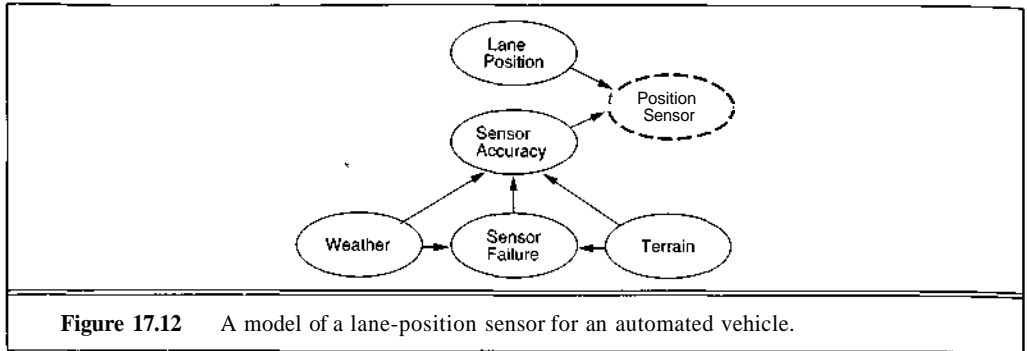 Lane
Position
t Position
Sensor
Sensor
Accuracy
Weather
Sensor
Failure
Terrain
Figure 17.12 A model of a lane-position sensor for an automated vehicle.